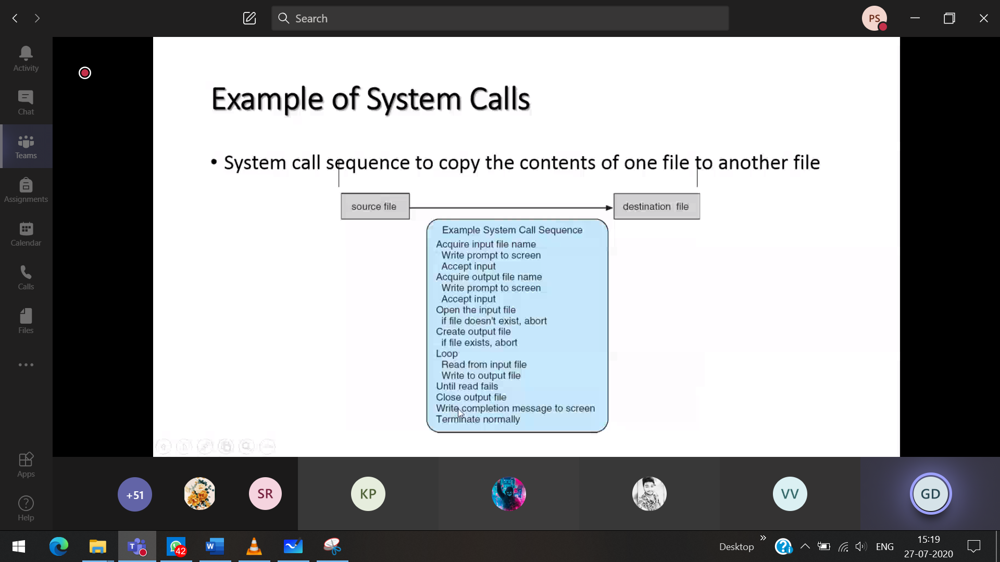 Search
PS
Activity
Chat
Teams
Assignments
Calendar
Calls
Files
Apps
Help
Example of System Calls
• System call sequence to copy the contents of one file to another file
source file
destination file
Example System Call Sequence
Acquire input file name
Write prompt to screen
Accept input
Acquire output file name
Write prompt to screen
Accept input
Open the input file
if file doesn't exist, abort
Create output file
if file exists, abort
Loop
Read from input file
Write to output file
Until read fails
Close output file
Write completion message to screen
Terminate normally
+51
SR
KP
VV
GD
T
42
W
Desktop
ENG
15:19
27-07-2020